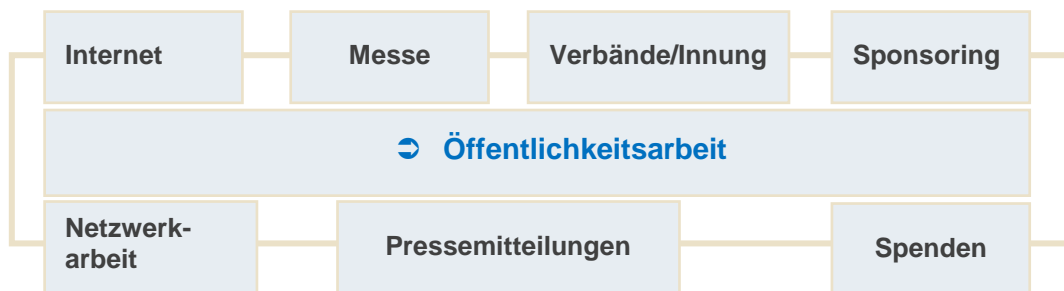 Internet
Messe
Verbände/Innung
Sponsoring
➲ Öffentlichkeitsarbeit
Netzwerk-
arbeit
Pressemitteilungen
Spenden